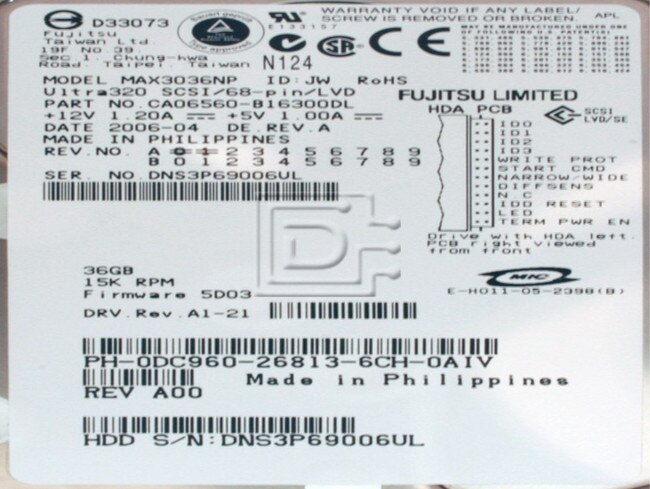 D33073
Fujitsu
Taiwan Ltd
19F No 39.
Sec 1. Chung-hwa
Road. Taipei. Taiwan
Type approved
E133157
N124
WARRANTY VOID IF ANY LABEL/
SCREW IS REMOVED OR BROKEN.
APL
MODEL MAX3036NP ID:JW RoHS
Ultra320 SCSI/68-pin/LVD
PART NO.CA06560-B16300DL
+12V 1.20A +5V 1.00A
DATE 2006-04 DE.REV.A
MADE IN PHILIPPINES
REV.NO. A 0 1 2 3 4 5 6 7 8 9
B 0 1 2 3 4 5 6 7 8 9
SER. NO.DNS3P69006UL
FUJITSU LIMITED
HDA PCB
SCSI
LVD/SE
ID0
ID1
ID2
ID3
WRITE PROT
START CMD
NARROW/WIDE
DIFFSENS
N C
IDD RESET
LED
TERM PWR EN
Drive with HDA left.
PCB right viewed
from front
36GB
15K RPM
Firmware 5D03
DRV.Rev.A1-21
MIC
E-H011-05-2398(B)
PH-0DC960-26813-6CH-0AIV
Made in Philippines
REV A00
HDD S/N:DNS3P69006UL